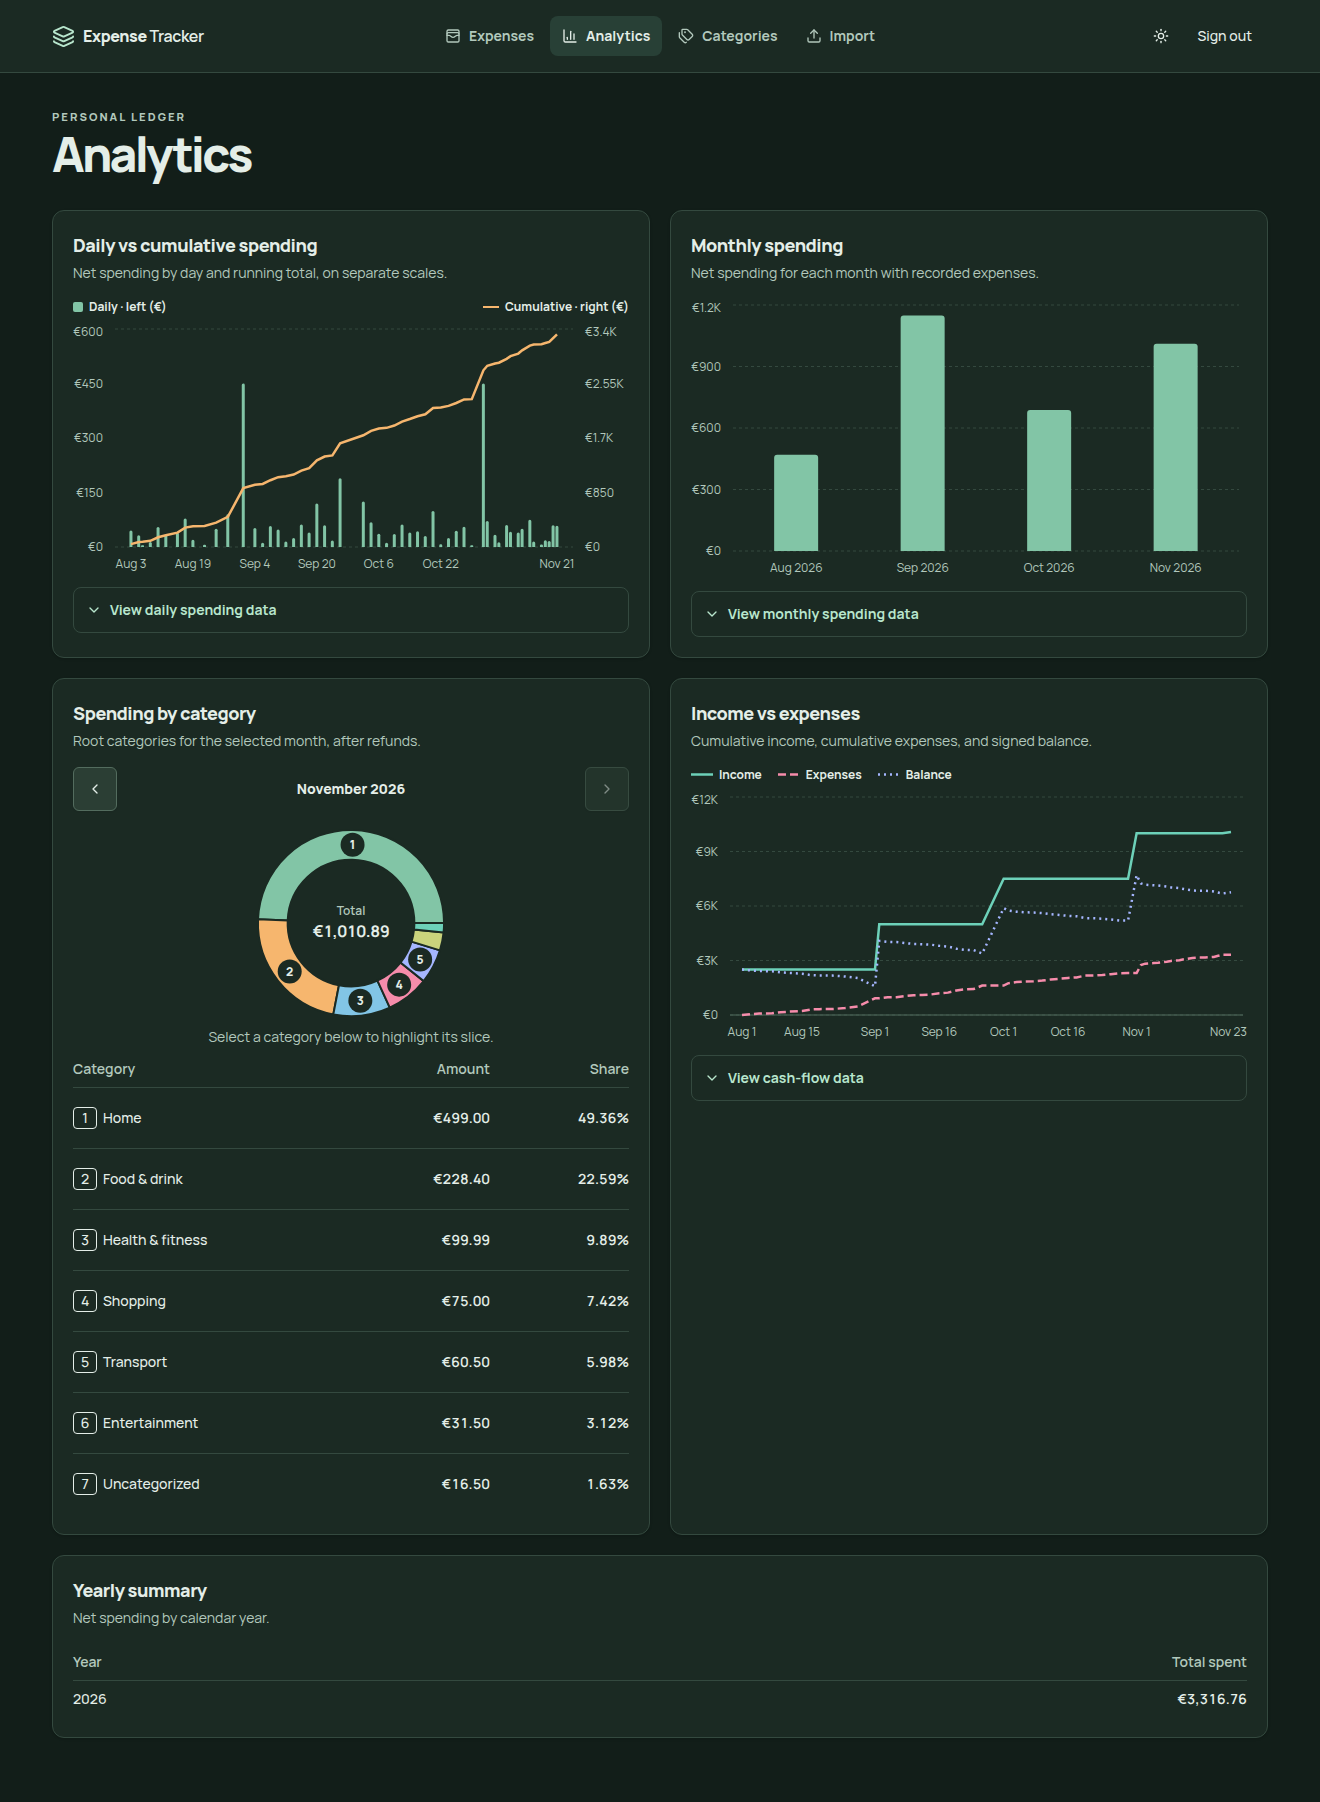 Expense Tracker
Expenses
Analytics
Categories
Import
Sign out
PERSONAL LEDGER
Analytics
Daily vs cumulative spending
Net spending by day and running total, on separate scales.
Daily · left (€) Cumulative · right (€)
€600 €3.4K
€450 €2.55K
€300 €1.7K
€150 €850
€0 €0
Aug 3 Aug 19 Sep 4 Sep 20 Oct 6 Oct 22 Nov 21
View daily spending data
Monthly spending
Net spending for each month with recorded expenses.
€1.2K
€900
€600
€300
€0
Aug 2026 Sep 2026 Oct 2026 Nov 2026
View monthly spending data
Spending by category
Root categories for the selected month, after refunds.
November 2026
1
Total
€1,010.89
5
2
4
3
Select a category below to highlight its slice.
Category Amount Share
1 Home €499.00 49.36%
2 Food & drink €228.40 22.59%
3 Health & fitness €99.99 9.89%
4 Shopping €75.00 7.42%
5 Transport €60.50 5.98%
6 Entertainment €31.50 3.12%
7 Uncategorized €16.50 1.63%
Income vs expenses
Cumulative income, cumulative expenses, and signed balance.
Income Expenses Balance
€12K
€9K
€6K
€3K
€0
Aug 1 Aug 15 Sep 1 Sep 16 Oct 1 Oct 16 Nov 1 Nov 23
View cash-flow data
Yearly summary
Net spending by calendar year.
Year Total spent
2026 €3,316.76